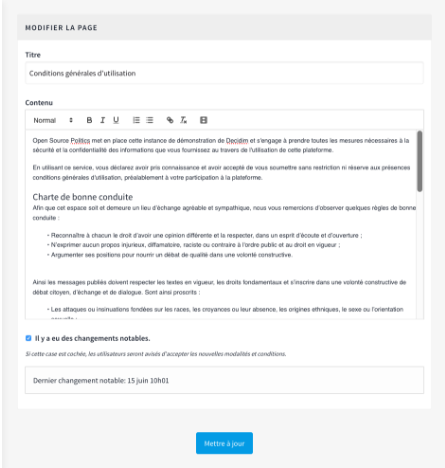 MODIFIER LA PAGE
Titre
Conditions générales d'utilisation
Contenu
Normal B I U
Open Source Politics met en place cette instance de démonstration de Decidim et s'engage à prendre toutes les mesures nécessaires à la
sécurité et la confidentialité des informations que vous fournissez au travers de l'utilisation de cette plateforme.
En utilisant ce service, vous déclarez avoir pris connaissance et avoir accepté de vous soumettre sans restriction ni réserve aux présences
conditions générales d'utilisation, préalablement à votre participation à la plateforme.
Charte de bonne conduite
Afin que cet espace soit et demeure un lieu d'échange agréable et sympathique, nous vous remercions d'observer quelques règles de bonne
conduite :
• Reconnaître à chacun le droit d'avoir une opinion différente et la respecter, dans un esprit d'écoute et d'ouverture ;
• N'exprimer aucun propos injurieux, diffamatoire, raciste ou contraire à l'ordre public et au droit en vigueur ;
• Argumenter ses positions pour nourrir un débat de qualité dans une volonté constructive.
Ainsi les messages publiés doivent respecter les textes en vigueur, les droits fondamentaux et s'inscrire dans une volonté constructive de
débat citoyen, d'échange et de dialogue. Sont ainsi proscrits :
• Les attaques ou insinuations fondées sur les races, les croyances ou leur absence, les origines ethniques, le sexe ou l'orientation
Il y a eu des changements notables.
Si cette case est cochée, les utilisateurs seront avisés d'accepter les nouvelles modalités et conditions.
Dernier changement notable: 15 juin 10h01
Mettre à jour